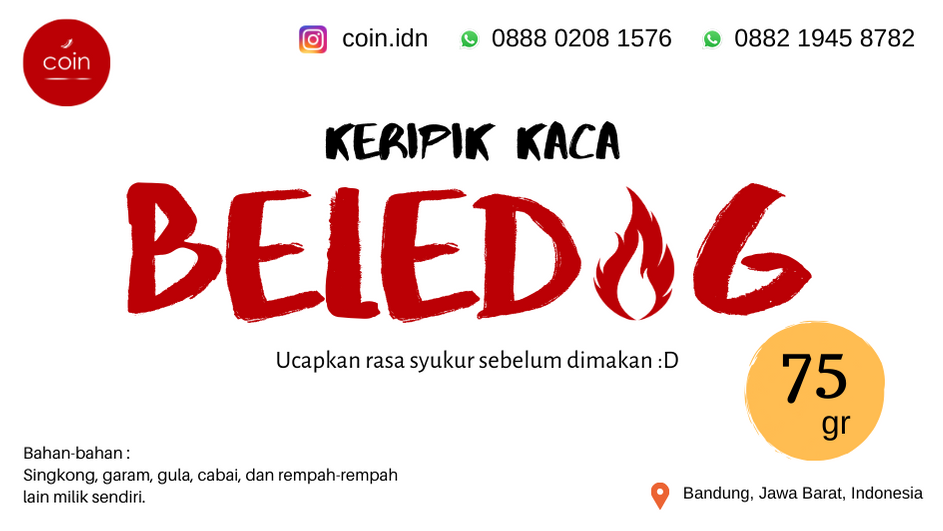 coin
coin.idn 0888 0208 1576 0882 1945 8782
KERIPIK KACA
BELEDOG
Ucapkan rasa syukur sebelum dimakan :D
75
gr
Bahan-bahan :
Singkong, garam, gula, cabai, dan rempah-rempah
lain milik sendiri.
Bandung, Jawa Barat, Indonesia